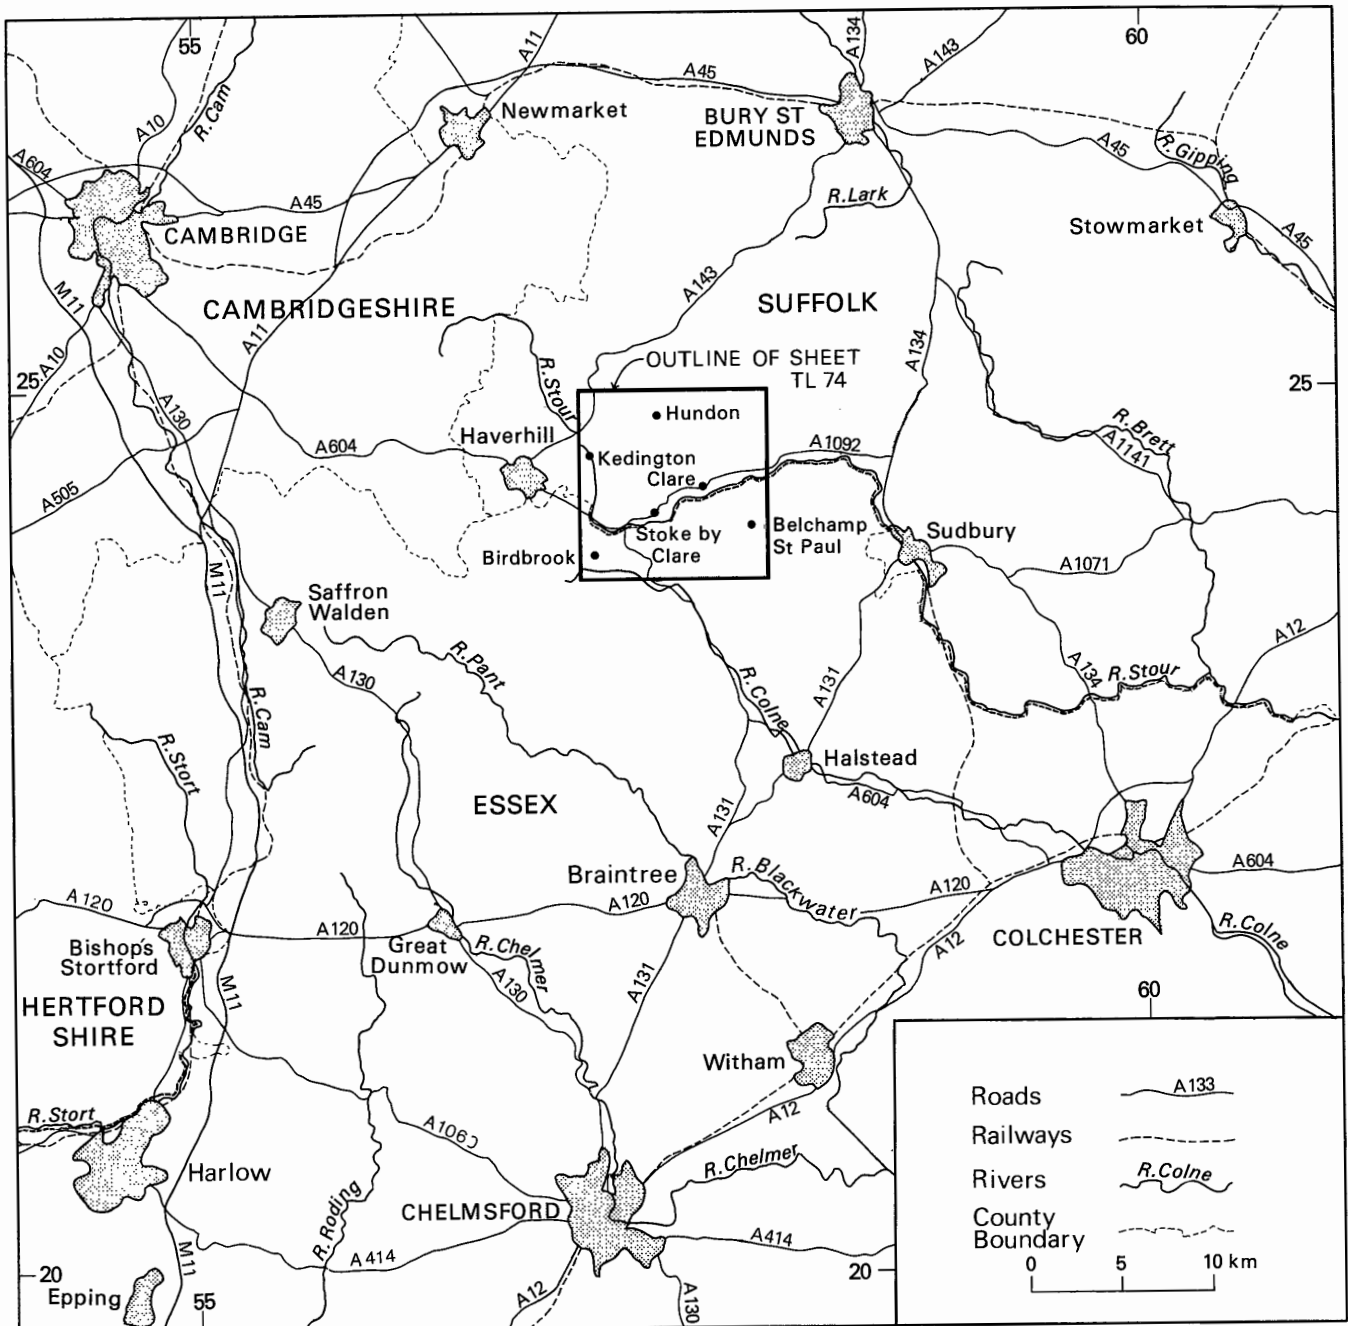 55
60
A134
A143
A11
A45
R.Cam
A10
Newmarket
BURY ST
EDMUNDS
A45
R.Gipping
A604
R.Lark
A45
CAMBRIDGE
Stowmarket
A45
M11
A143
CAMBRIDGESHIRE
SUFFOLK
A11
A134
A10
25
OUTLINE OF SHEET
TL 74
25
R.Stour
A130
Hundon
R.Brett
A1141
Haverhill
A604
A1092
Kedington
Clare
A505
Stoke by
Clare
Belchamp
St Paul
Sudbury
Birdbrook
A1071
M11
Saffron
Walden
A12
R.Pant
A130
A134
R.Stour
R.Colne
A131
R.Cam
R.Stort
Halstead
A604
ESSEX
A131
Braintree
R.Blackwater
A604
A120
A120
A120
A120
R.Colne
Bishop's
Stortford
Great
Dunmow
R.Chelmer
A12
COLCHESTER
A130
A131
M11
HERTFORD
SHIRE
60
Witham
R.Stort
A12
A1060
R.Chelmer
Harlow
R.Roding
CHELMSFORD
A414
A414
M11
20
20
Epping
55
A12
A130
Roads
A133
Railways
Rivers
R.Colne
County
Boundary
0
5
10 km